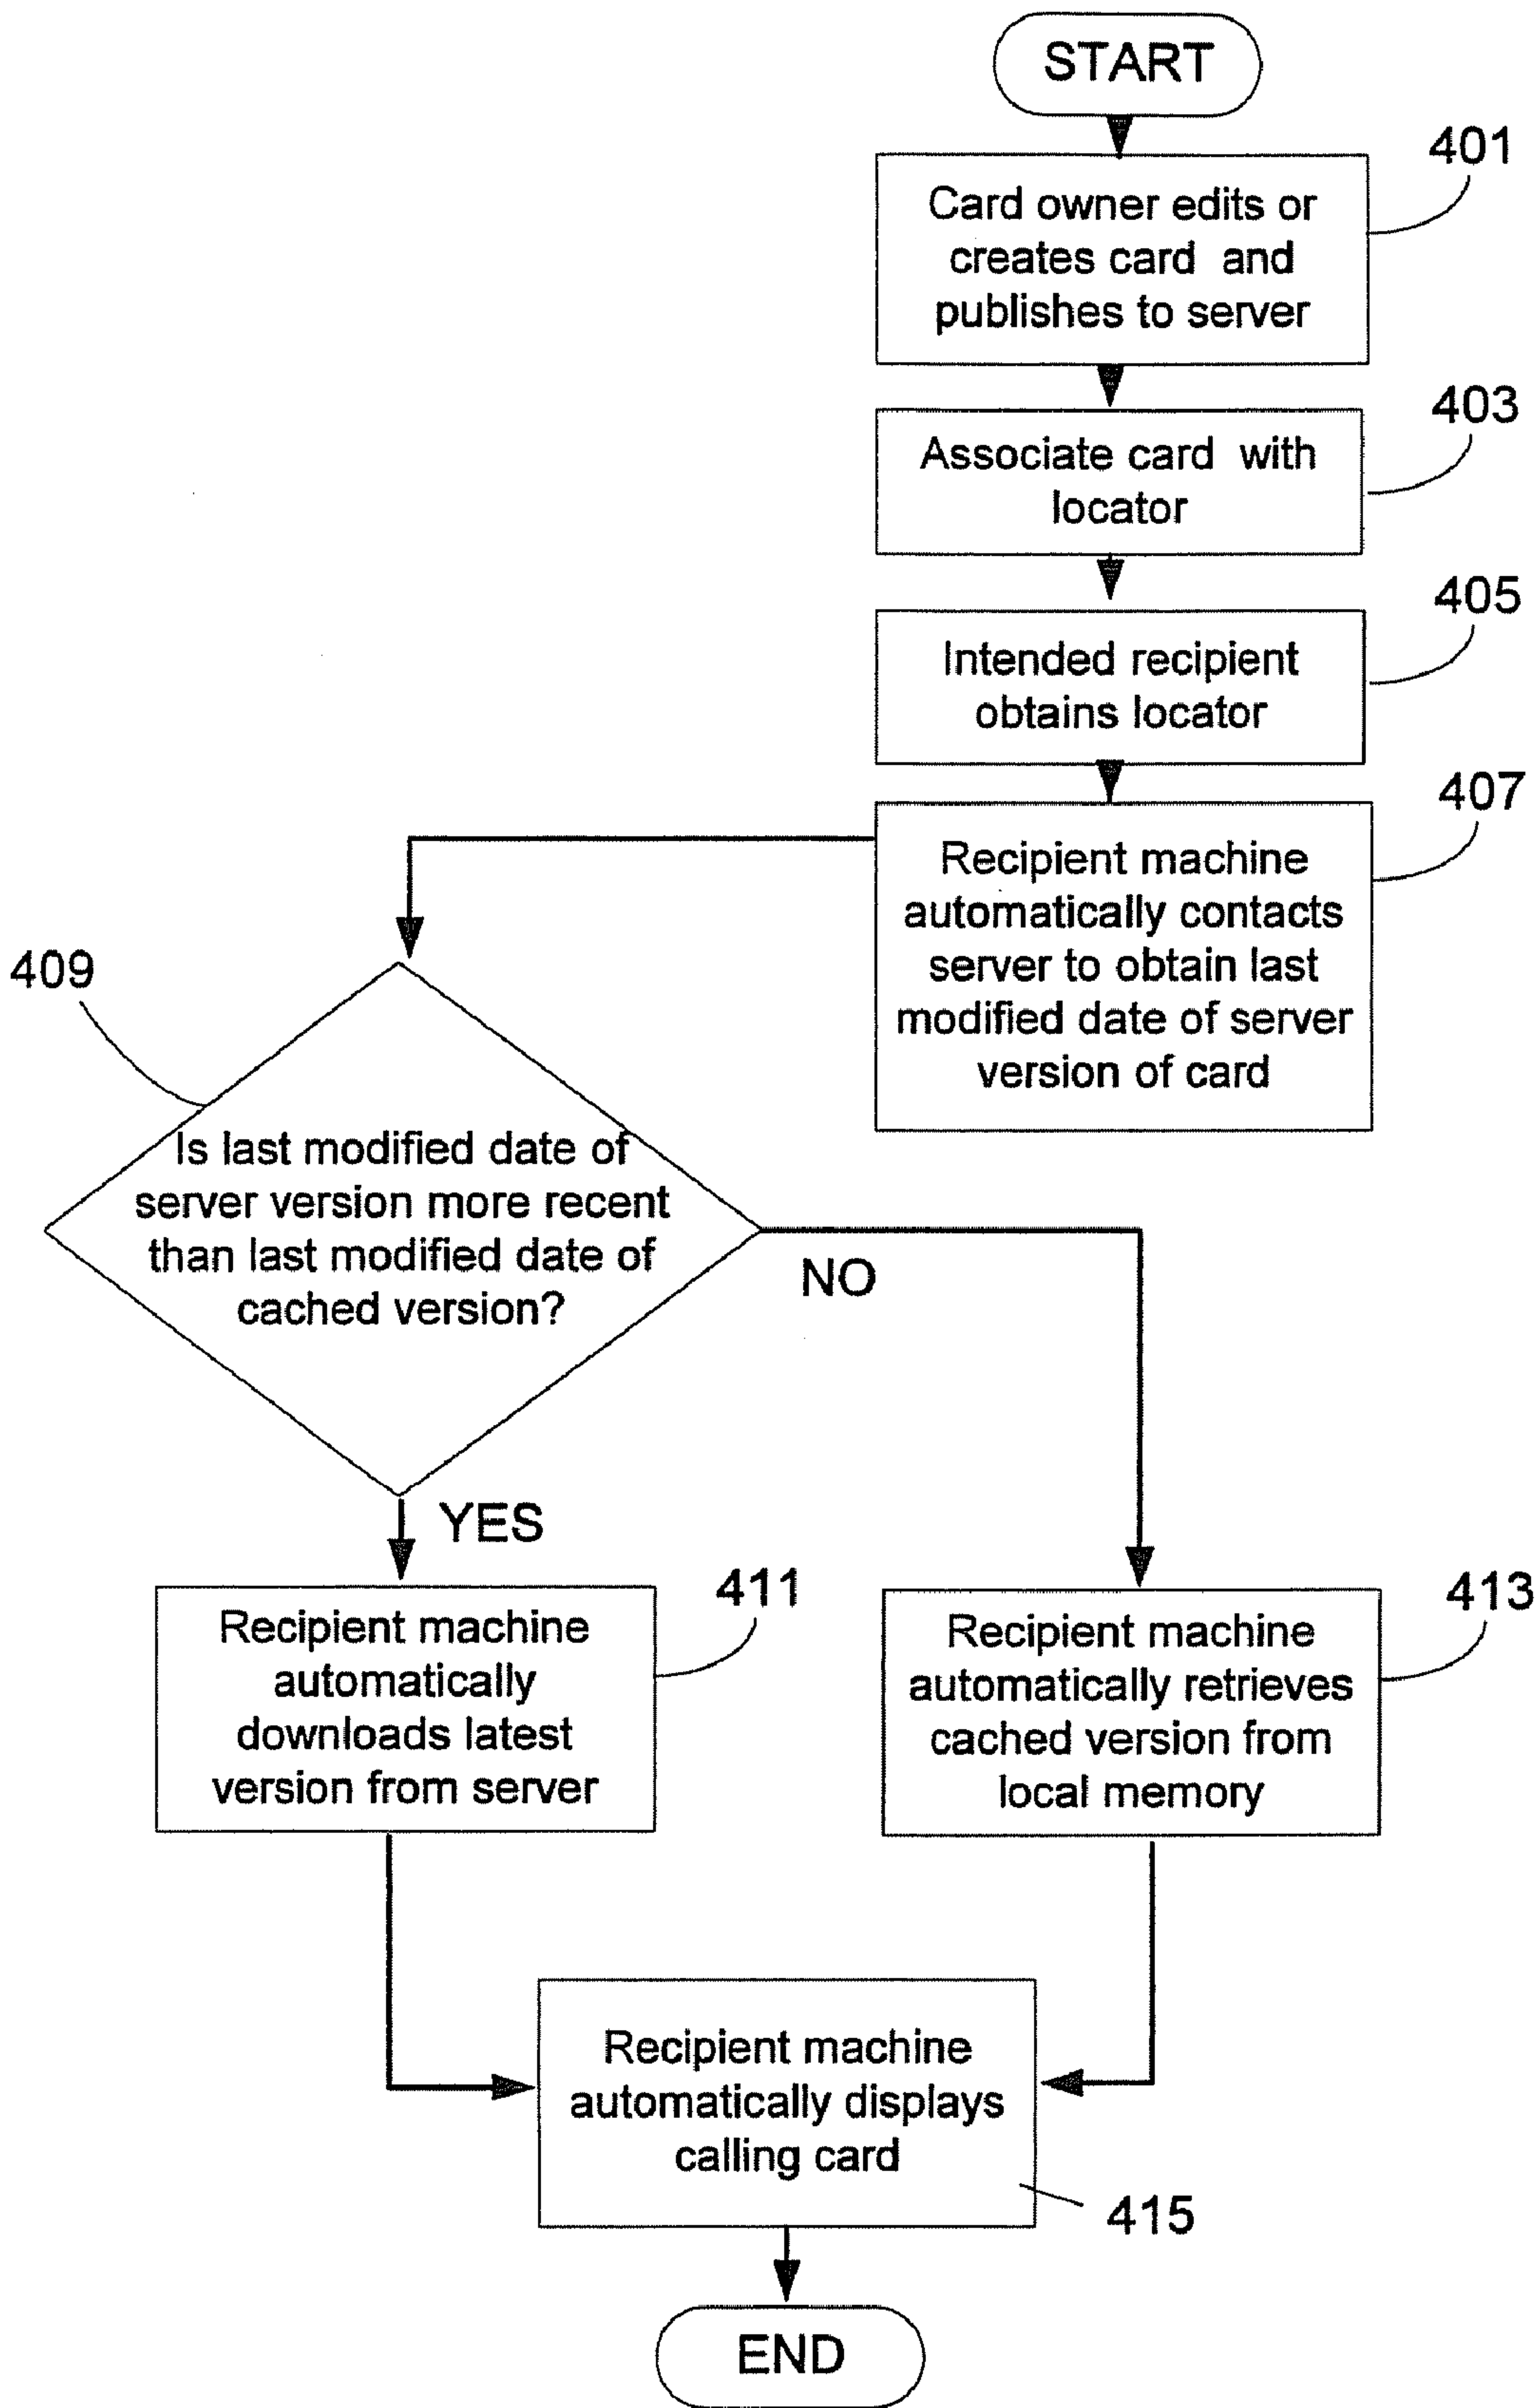 START
401
Card owner edits or
creates card and
publishes to server
403
Associate card with
locator
405
Intended recipient
obtains locator
407
Recipient machine
automatically contacts
server to obtain last
modified date of server
version of card
409
Is last modified date of
server version more recent
than last modified date of
cached version?
NO
YES
411
Recipient machine
automatically
downloads latest
version from server
413
Recipient machine
automatically retrieves
cached version from
local memory
Recipient machine
automatically displays
calling card
415
END